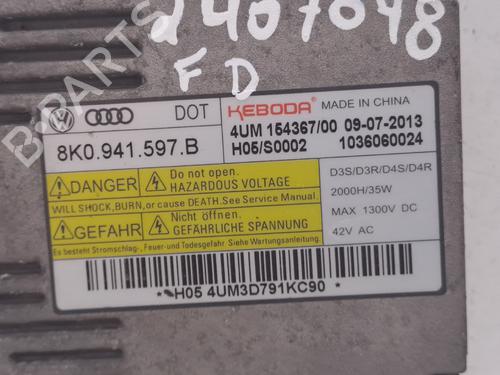 2407048
FD
DOT KEBODA MADE IN CHINA
8K0.941.597.B 4UM 154367/00 09-07-2013
H05/S0002 1036060024
DANGER Do not open.
HAZARDOUS VOLTAGE
WILL SHOCK, BURN, or cause DEATH. See Service Manual.
GEFAHR Nicht öffnen.
GEFÄHRLICHE SPANNUNG
Es besteht Stromschlag-, Feuer-und Todesgefahr Siehe Wartungsanleitung.
D3S/D3R/D4S/D4R
2000H/35W
MAX 1300V DC
42V AC
*H05 4UM3D791KC90*